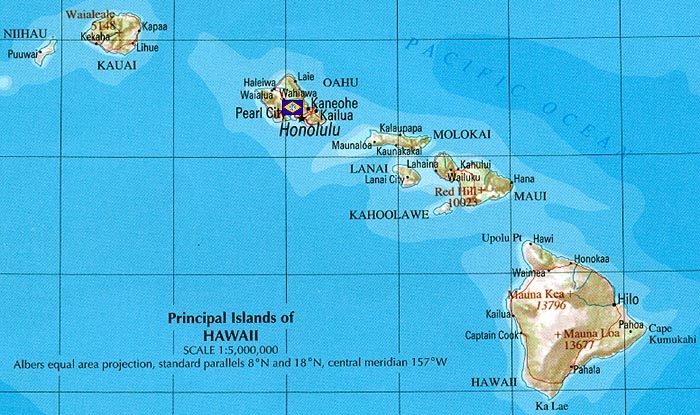 Waialeale
5148
Kapaa
NIIHAU
Kekaha
Lihue
Puuwai
KAUAI
PACIFIC OCEAN
Laie
OAHU
Haleiwa
Waialua
Wahiawa
Kaneohe
Pearl Cit
Kailua
Honolulu
Kalaupapa
MOLOKAI
Maunaloa
Kaunakakai
Lahaina
Kahului
LANAI
Wailuku
Lanai City
Hana
Red Hill
10023
MAUI
KAHOOLAWE
Upolu Pt
Hawi
Honokaa
Waimea
Mauna Kea
13796
Hilo
Kailua
Pahoa
Cape
Kumukahi
Captain Cook
Mauna Loa
13677
Pahala
HAWAII
Ka Lae
Principal Islands of
HAWAII
SCALE 1:5,000,000
Albers equal area projection, standard parallels 8°N and 18°N, central meridian 157°W